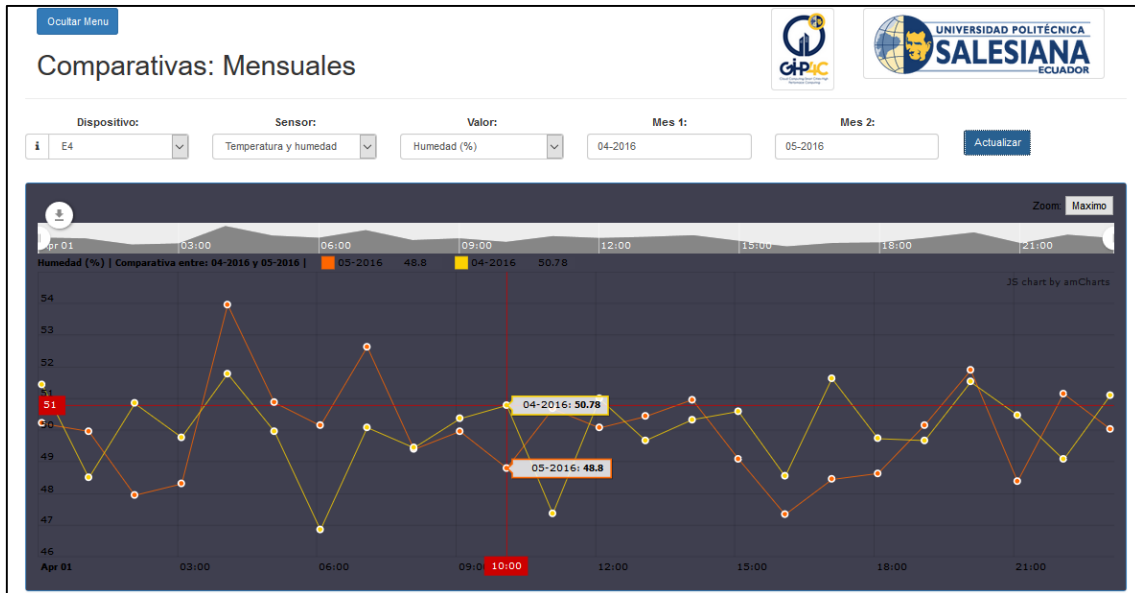 Ocultar Menu
Comparativas: Mensuales
GIHP4C
UNIVERSIDAD POLITÉCNICA
SALESIANA
ECUADOR
Dispositivo: Sensor: Valor: Mes 1: Mes 2:
i E4 Temperatura y humedad Humedad (%) 04-2016 05-2016 Actualizar
Zoom: Maximo
Apr 01 03:00 06:00 09:00 12:00 15:00 18:00 21:00
Humedad (%) | Comparativa entre: 04-2016 y 05-2016 | 05-2016 48.8 04-2016 50.78
JS chart by amCharts
54
53
52
51
51
04-2016: 50.78
50
49
05-2016: 48.8
48
47
46
Apr 01 03:00 06:00 09:0 10:00 12:00 15:00 18:00 21:00